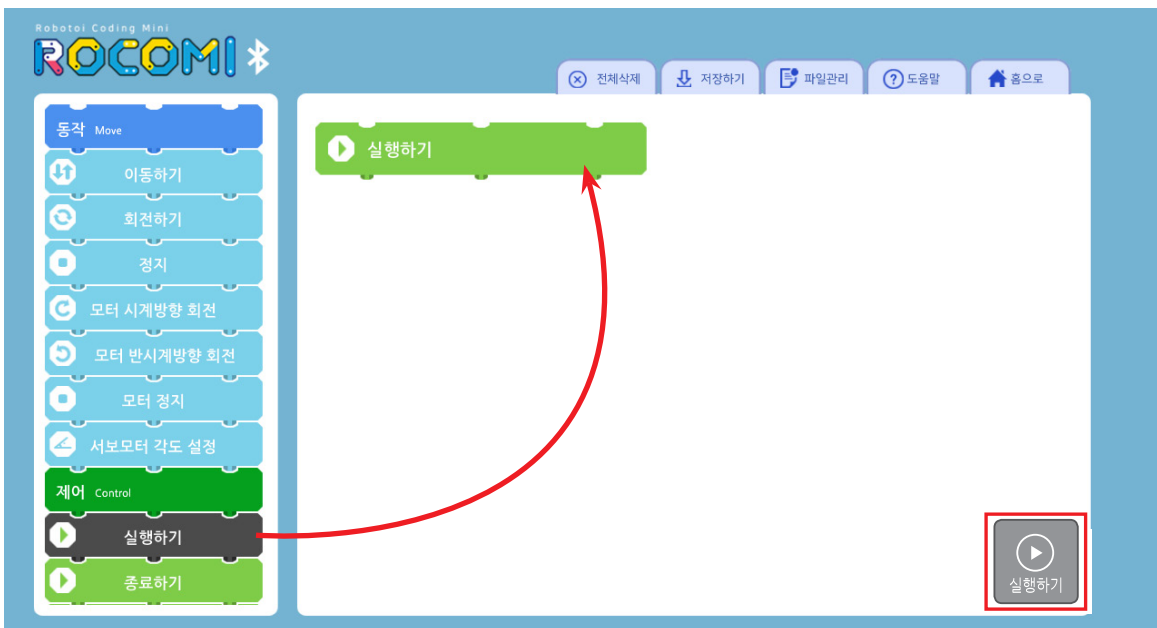 Robotoi Coding Mini
ROCOMI
전체삭제
저장하기
파일관리
도움말
홈으로
동작 Move
이동하기
회전하기
정지
모터 시계방향 회전
모터 반시계방향 회전
모터 정지
서보모터 각도 설정
제어 Control
실행하기
종료하기
실행하기
실행하기